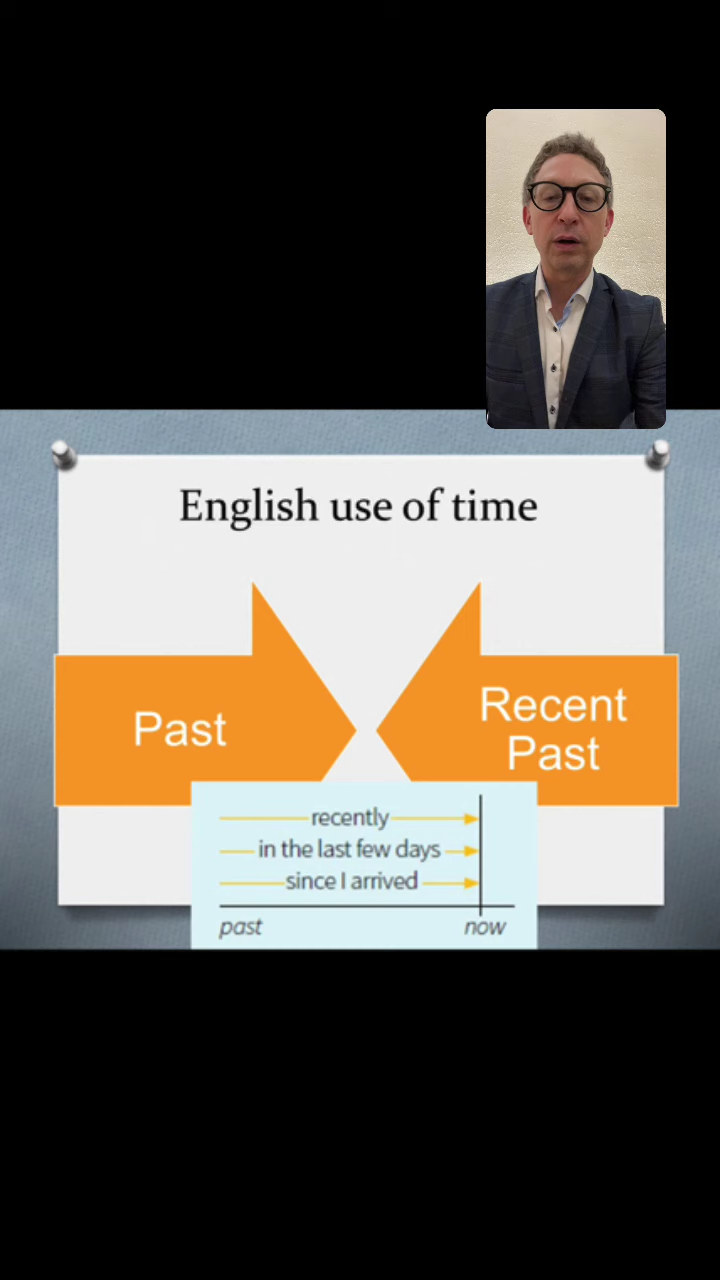 English use of time
Past
Recent
Past
recently
in the last few days
since I arrived
past
now